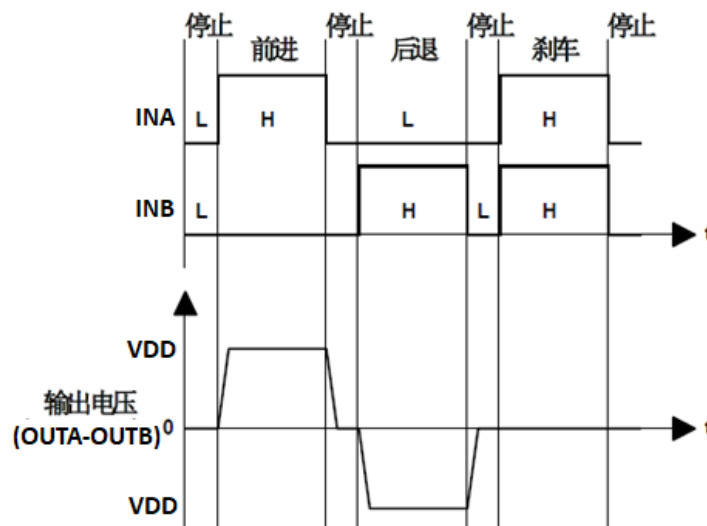 停止 停止 停止 停止
前进 后退 刹车
INA L H L H
INB L H L H
t
VDD
输出电压
(OUTA-OUTB) 0
t
VDD